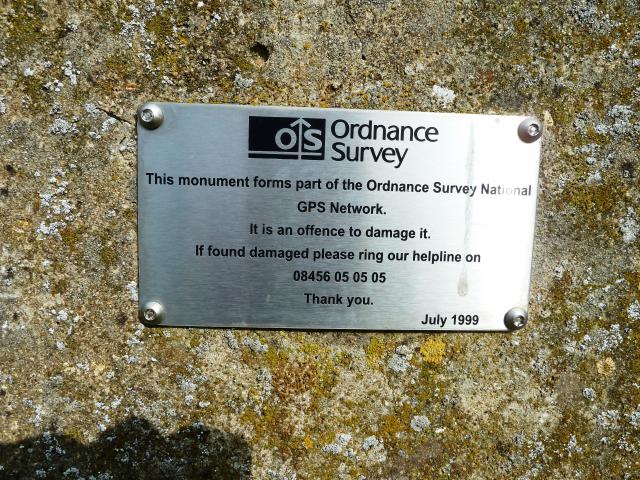 OS Ordnance
Survey
This monument forms part of the Ordnance Survey National
GPS Network.
It is an offence to damage it.
If found damaged please ring our helpline on
08456 05 05 05
Thank you.
July 1999